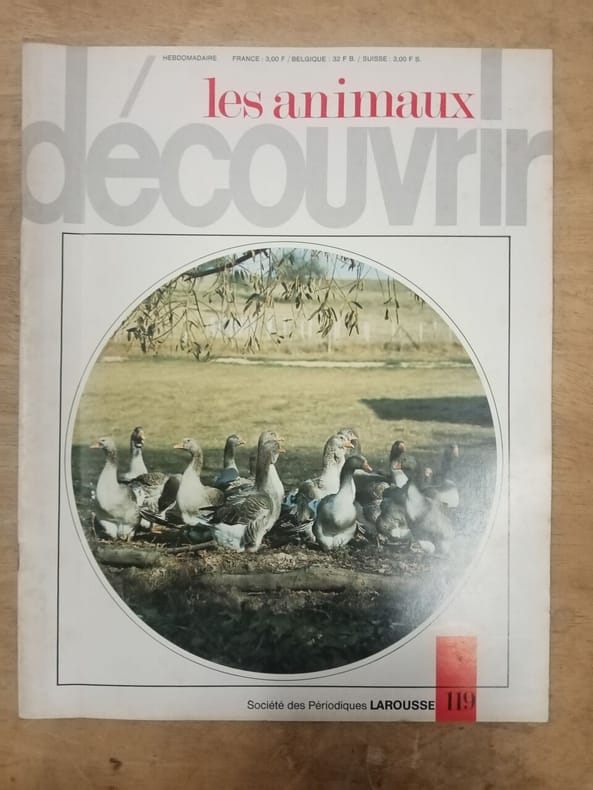 HEBDOMADAIRE FRANCE : 3,00 F / BELGIQUE : 32 F B. / SUISSE : 3,00 F S.
les animaux
découvrir
Société des Périodiques LAROUSSE 119